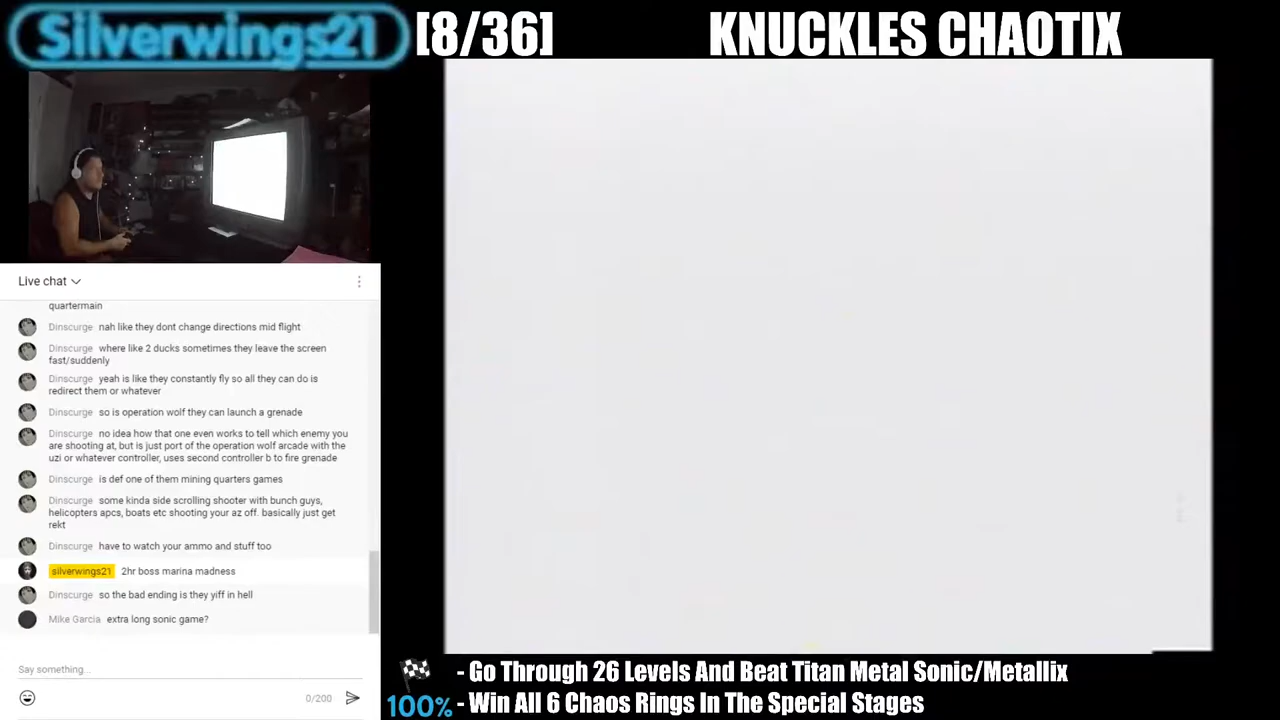 Silverwings21 [8/36] KNUCKLES CHAOTIX
Live chat
quartermain
Dinscurge nah like they dont change directions mid flight
Dinscurge where like 2 ducks sometimes they leave the screen
fast/suddenly
Dinscurge yeah is like they constantly fly so all they can do is
redirect them or whatever
Dinscurge so is operation wolf they can launch a grenade
Dinscurge no idea how that one even works to tell which enemy you
are shooting at, but is just port of the operation wolf arcade with the
uzi or whatever controller, uses second controller b to fire grenade
Dinscurge is def one of them mining quarters games
Dinscurge some kinda side scrolling shooter with bunch guys,
helicopters apcs, boats etc shooting your az off. basically just get
rekt
Dinscurge have to watch your ammo and stuff too
silverwings21 2hr boss marina madness
Dinscurge so the bad ending is they yiff in hell
Mike Garcia extra long sonic game?
Say something...
0/200
- Go Through 26 Levels And Beat Titan Metal Sonic/Metallix
100% - Win All 6 Chaos Rings In The Special Stages